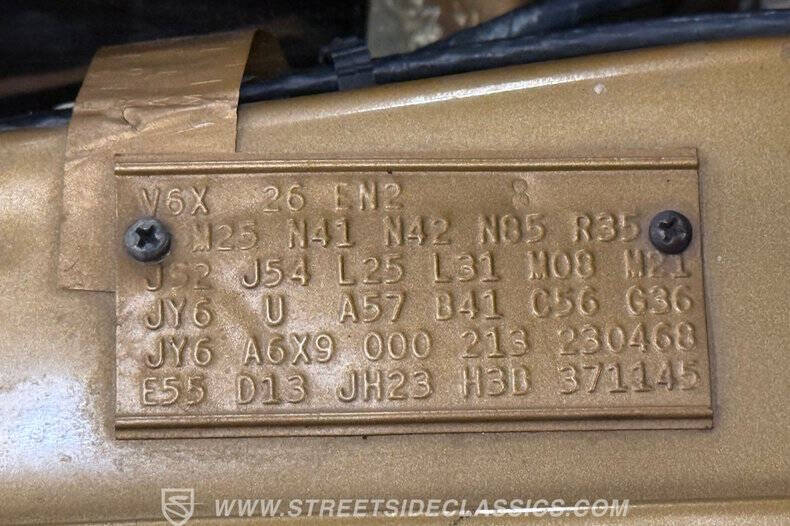 V6X 26 EN2 8
M25 N41 N42 N85 R35
J52 J54 L25 L31 M08 M21
JY6 U A57 B41 C56 G36
JY6 A6X9 000 213 230468
E55 D13 JH23 H3B 371145
WWW.STREETSIDECLASSICS.COM